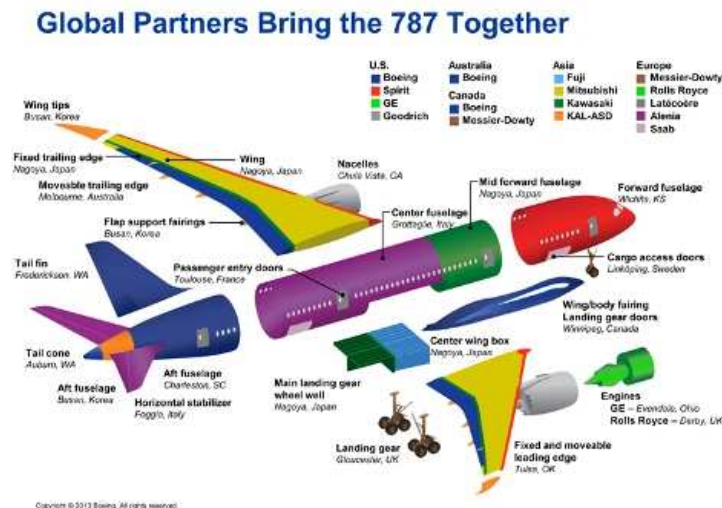 Global Partners Bring the 787 Together
U.S.
Boeing
Spirit
GE
Goodrich
Australia
Boeing
Canada
Boeing
Messier-Dowty
Asia
Fuji
Mitsubishi
Kawasaki
KAL-ASD
Europe
Messier-Dowty
Rolls Royce
Latécoère
Alenia
Saab
Wing tips
Busan, Korea
Fixed trailing edge
Nagoya, Japan
Moveable trailing edge
Melbourne, Australia
Wing
Nagoya, Japan
Nacelles
Chula Vista, CA
Flap support fairings
Busan, Korea
Mid forward fuselage
Nagoya, Japan
Forward fuselage
Wichita, KS
Center fuselage
Grottaglie, Italy
Tail fin
Frederickson, WA
Passenger entry doors
Toulouse, France
Cargo access doors
Linköping, Sweden
Wing/body fairing
Landing gear doors
Winnipeg, Canada
Tail cone
Auburn, WA
Aft fuselage
Charleston, SC
Aft fuselage
Busan, Korea
Horizontal stabilizer
Foggia, Italy
Main landing gear
wheel well
Nagoya, Japan
Center wing box
Nagoya, Japan
Landing gear
Gloucester, UK
Engines
GE – Evendale, Ohio
Rolls Royce – Derby, UK
Fixed and moveable
leading edge
Tulsa, OK
Copyright © 2013 Boeing. All rights reserved.